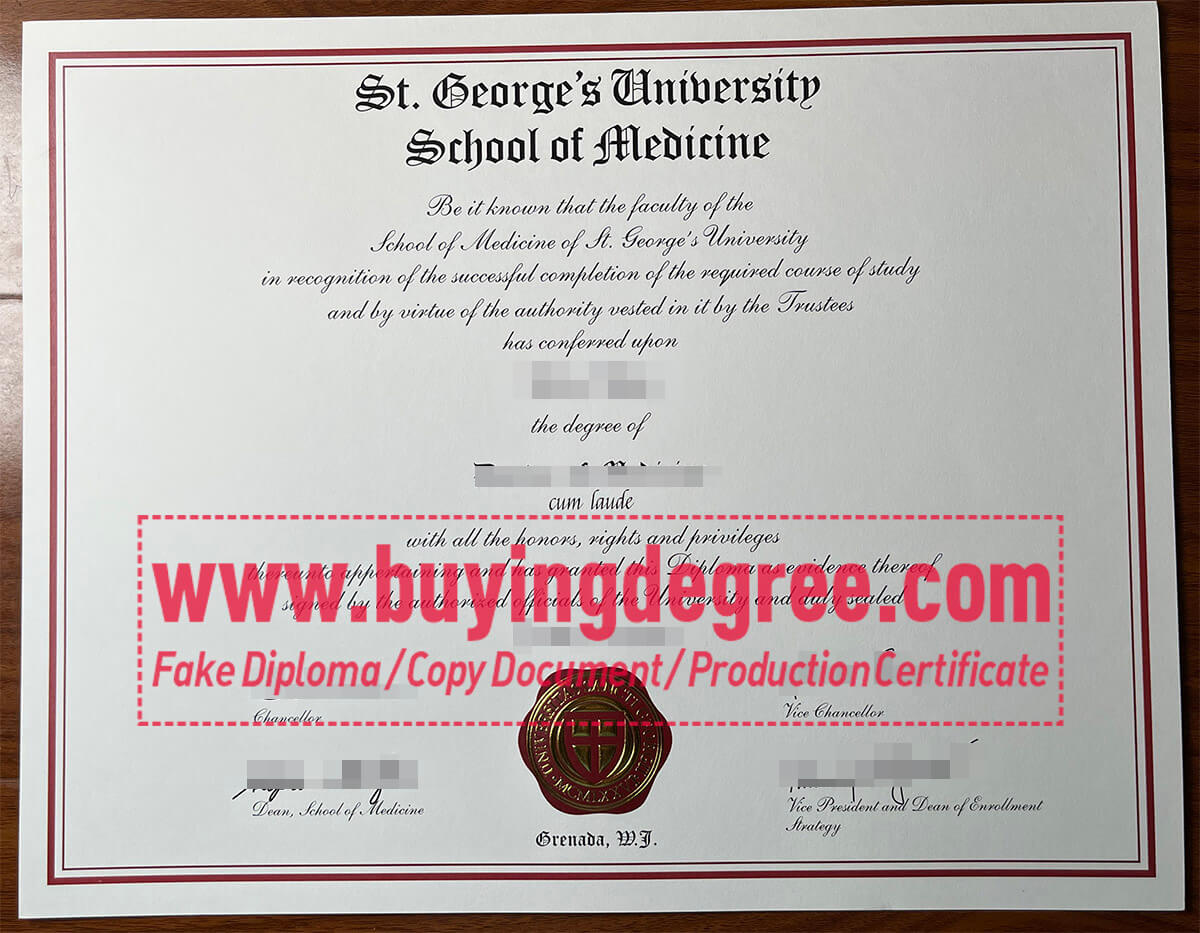 St. George's University
School of Medicine
Be it known that the faculty of the
School of Medicine of St. George's University
in recognition of the successful completion of the required course of study
and by virtue of the authority vested in it by the Trustees
has conferred upon
the degree of
cum laude
with all the honors, rights and privileges
thereunto appertaining and has granted this Diploma as evidence thereof
www.buyingdegree.com
signed by the authorized officials of the University and duly sealed
Fake Diploma / Copy Document / Production Certificate
Chancellor
Vice Chancellor
Dean, School of Medicine
Vice President and Dean of Enrollment
Strategy
Grenada, W.I.